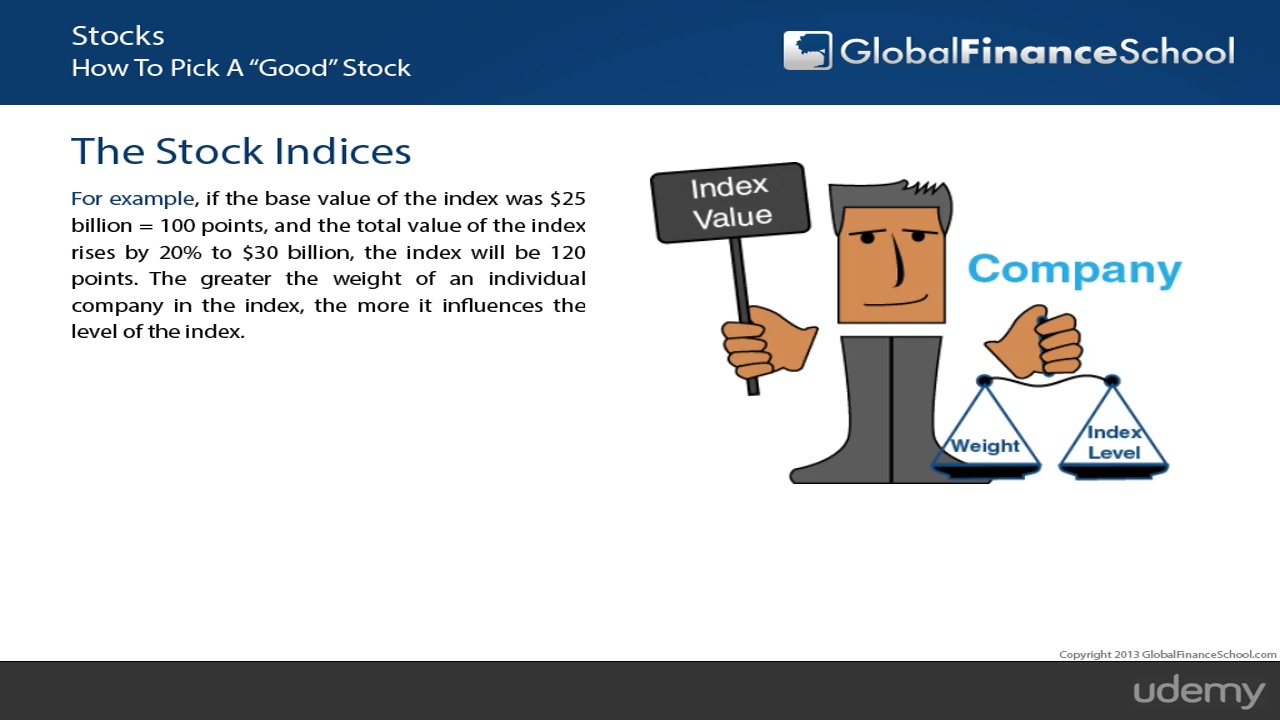 Stocks
How To Pick A “Good” Stock
GlobalFinanceSchool
The Stock Indices
For example, if the base value of the index was $25
billion = 100 points, and the total value of the index
rises by 20% to $30 billion, the index will be 120
points. The greater the weight of an individual
company in the index, the more it influences the
level of the index.
Index
Value
Company
Weight
Index
Level
Copyright 2013 GlobalFinanceSchool.com
udemy